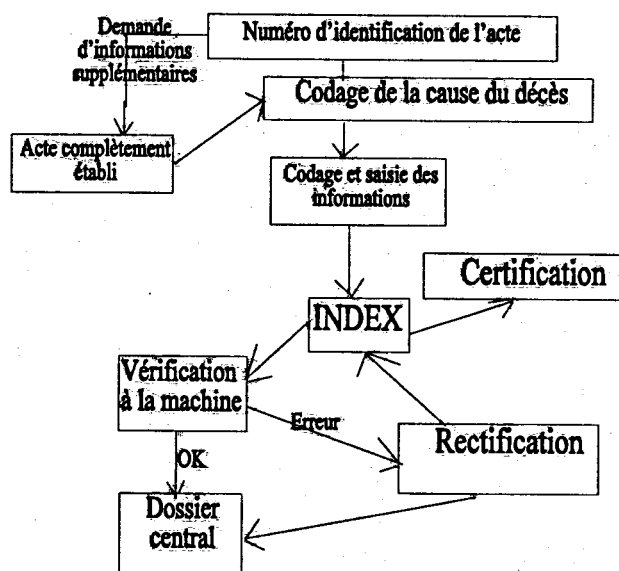 Demande
d'informations
supplémentaires
Numéro d'identification de l'acte
Codage de la cause du décès
Acte complètement
établi
Codage et saisie des
informations
Certification
INDEX
Vérification
à la machine
Erreur
Rectification
OK
Dossier
central